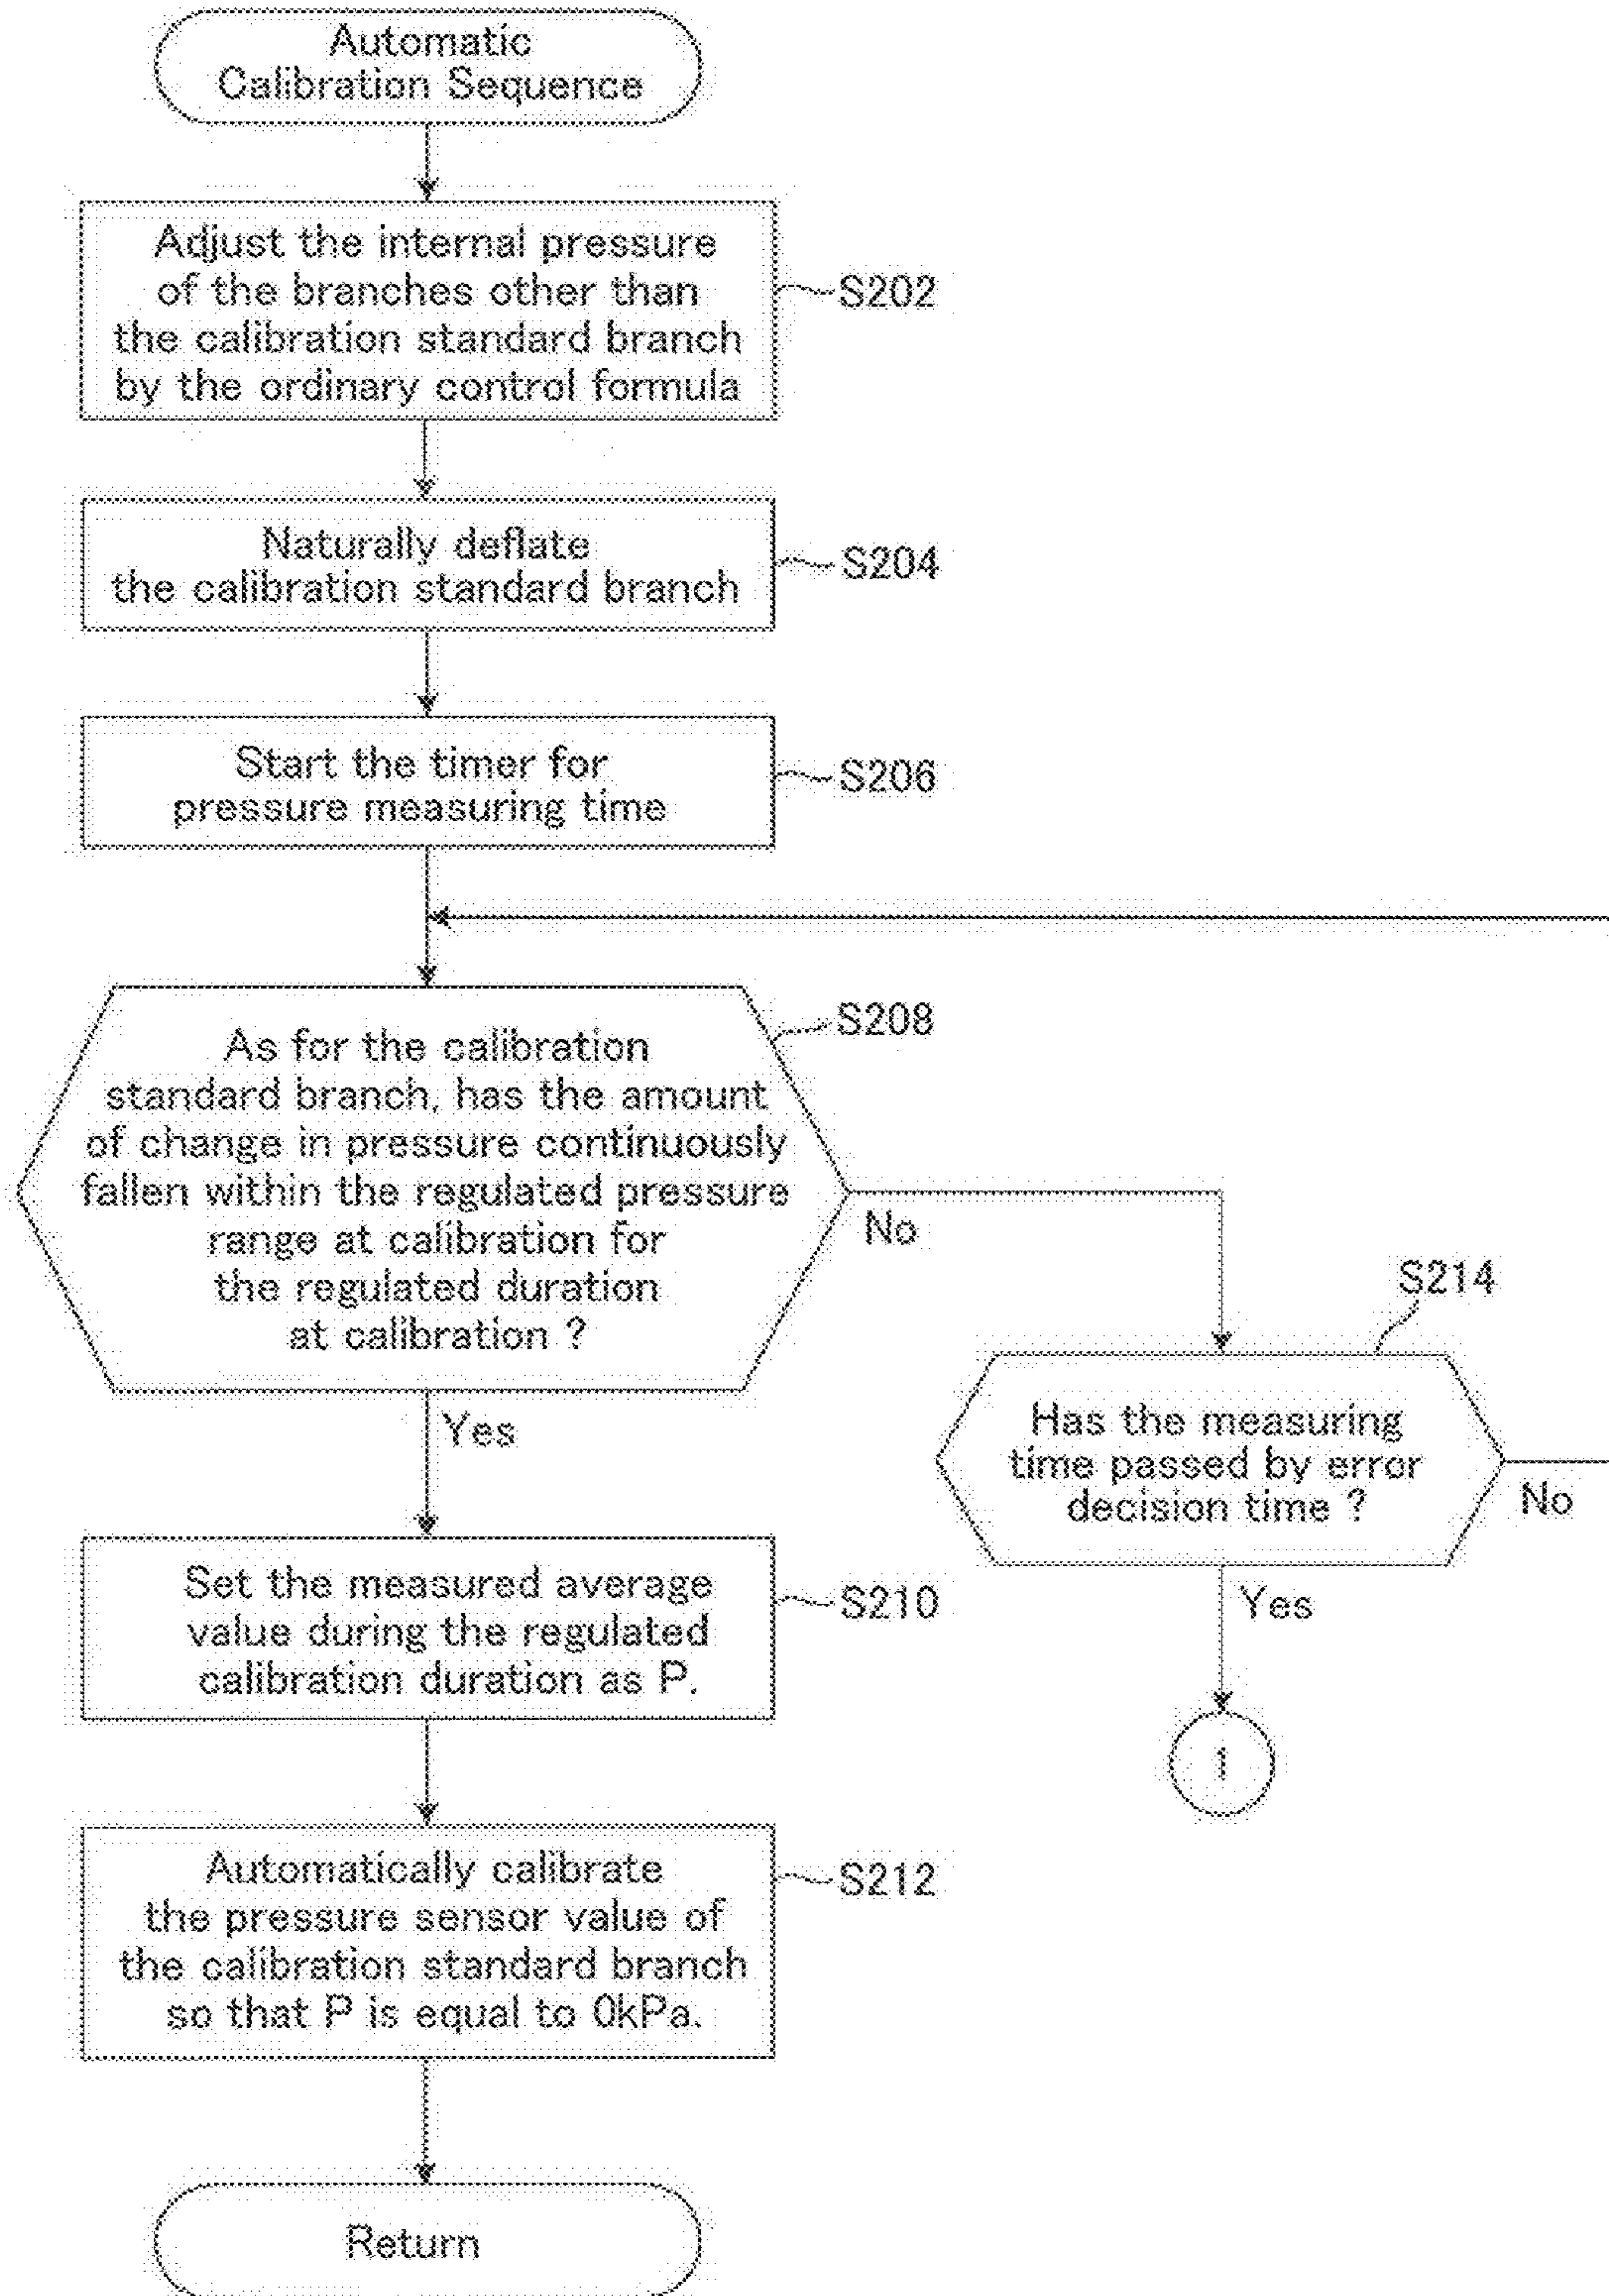 Automatic
Calibration Sequence
Adjust the internal pressure
of the branches other than
the calibration standard branch
by the ordinary control formula
S202
Naturally deflate
the calibration standard branch
S204
Start the timer for
pressure measuring time
S206
As for the calibration
standard branch, has the amount
of change in pressure continuously
fallen within the regulated pressure
range at calibration for
the regulated duration
at calibration ?
S208
No
Yes
S214
Has the measuring
time passed by error
decision time ?
No
Yes
1
Set the measured average
value during the regulated
calibration duration as P.
S210
Automatically calibrate
the pressure sensor value of
the calibration standard branch
so that P is equal to 0kPa.
S212
Return